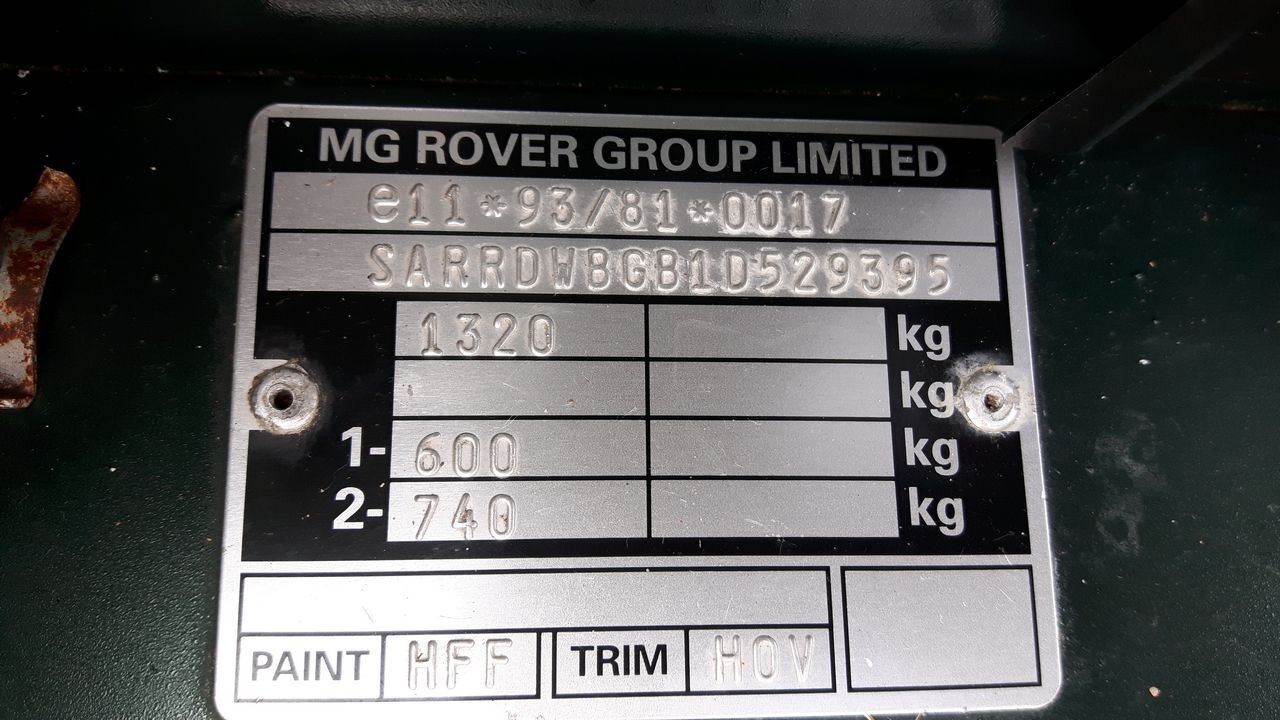 MG ROVER GROUP LIMITED
e11*93/81*0017
SARRDWBGB1D529395
1320 kg
kg
1- 600 kg
2- 740 kg
PAINT HFF TRIM HOV